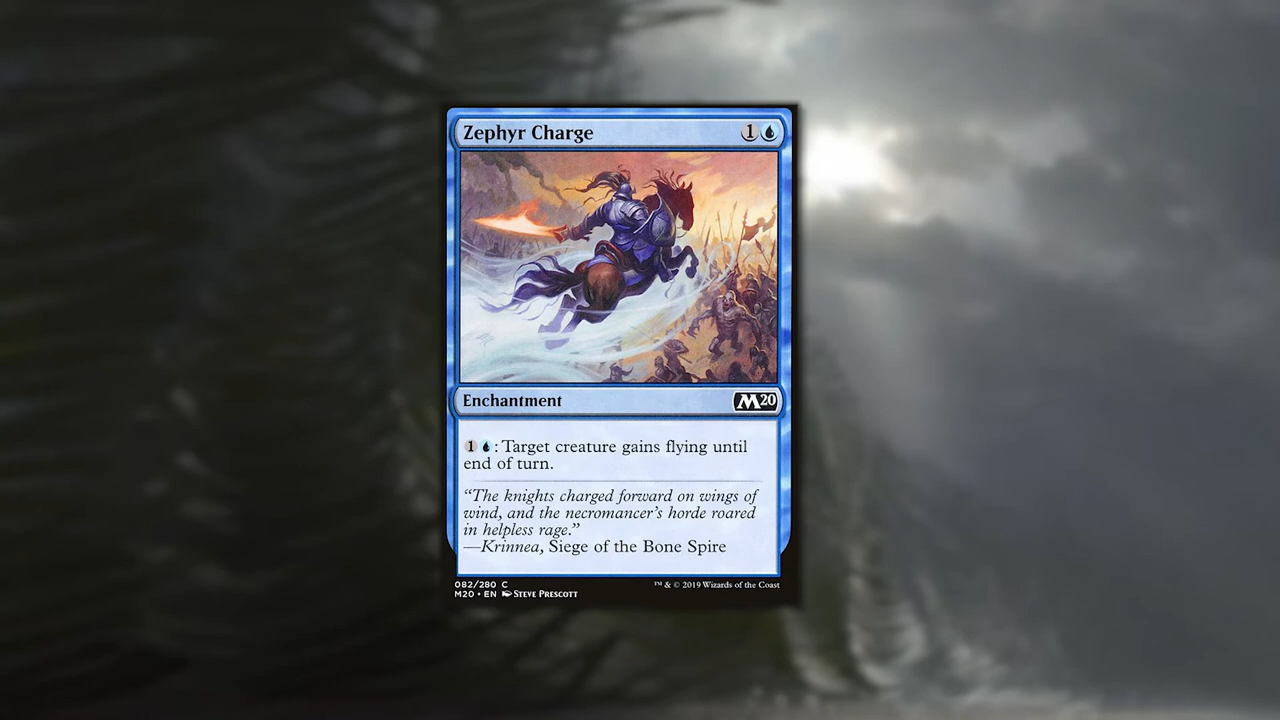 Zephyr Charge 1
Enchantment M20
1 : Target creature gains flying until
end of turn.
“The knights charged forward on wings of
wind, and the necromancer’s horde roared
in helpless rage.”
—Krinnea, Siege of the Bone Spire
082/280 C ™ & © 2019 Wizards of the Coast
M20 • EN Steve Prescott